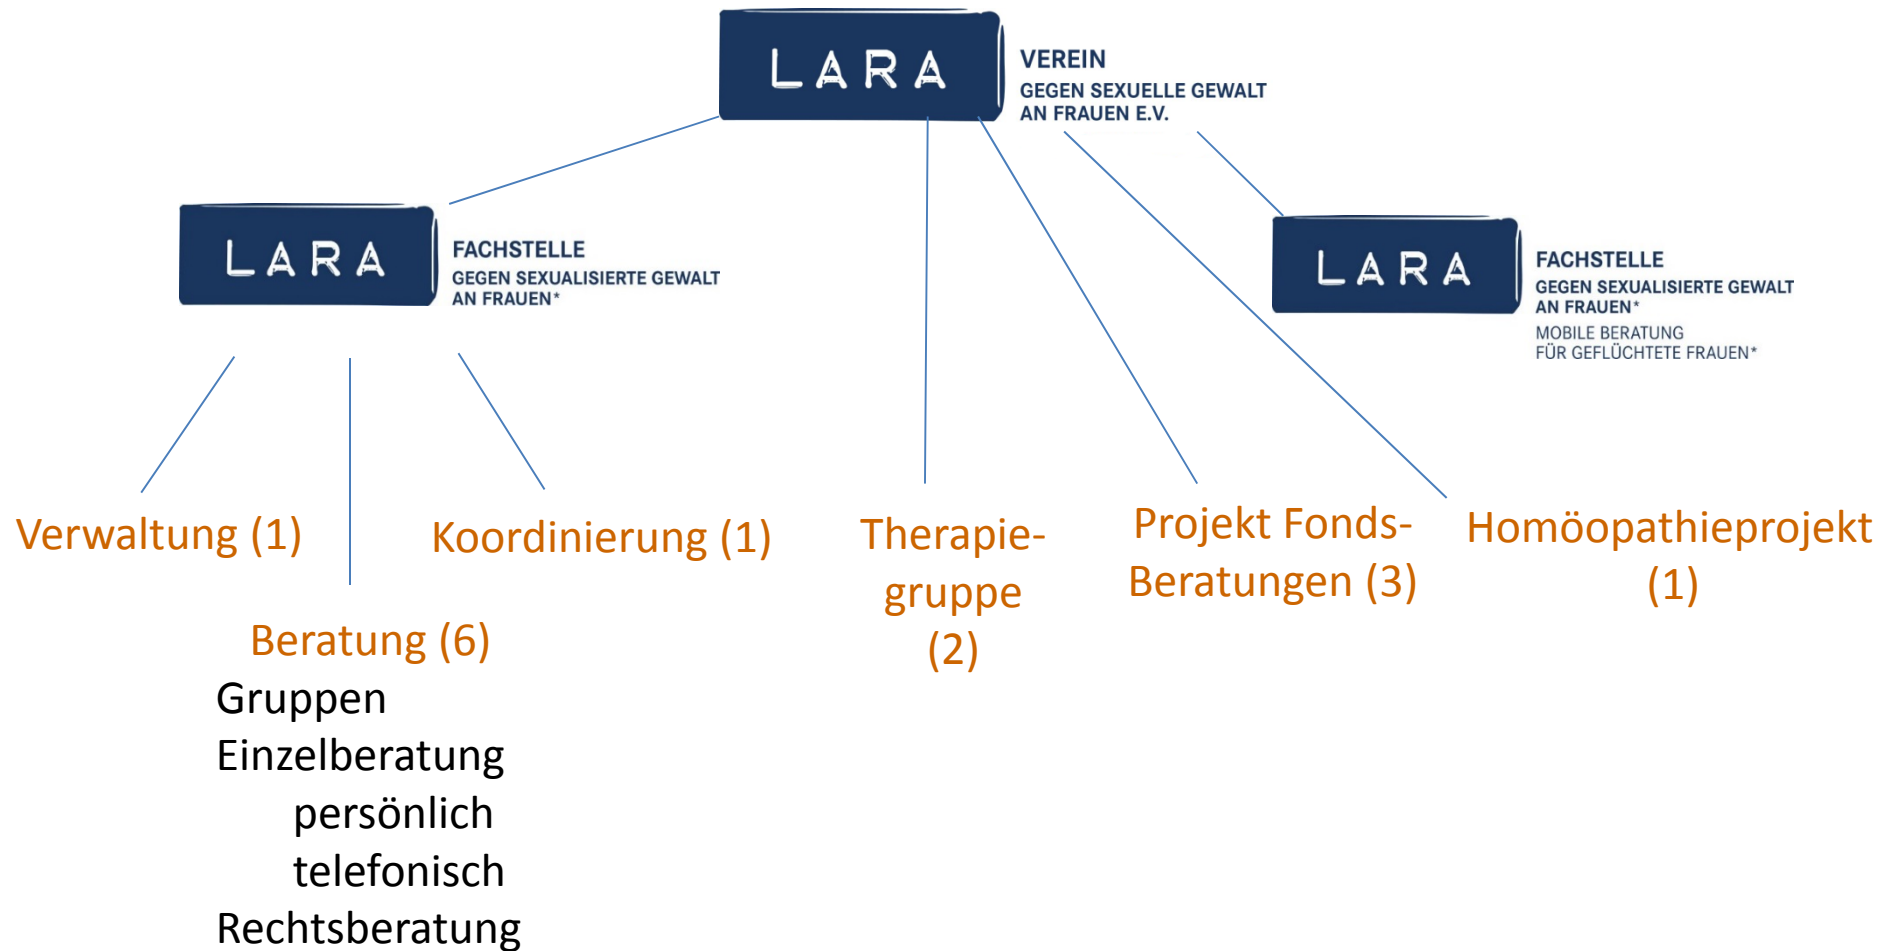 LARA
VEREIN
GEGEN SEXUELLE GEWALT
AN FRAUEN E.V.
LARA
FACHSTELLE
GEGEN SEXUALISIERTE GEWALT
AN FRAUEN*
LARA
FACHSTELLE
GEGEN SEXUALISIERTE GEWALT
AN FRAUEN*
MOBILE BERATUNG
FÜR GEFLÜCHTETE FRAUEN*
Verwaltung (1)
Koordinierung (1)
Therapie-
gruppe
(2)
Projekt Fonds-
Beratungen (3)
Homöopathieprojekt
(1)
Beratung (6)
Gruppen
Einzelberatung
persönlich
telefonisch
Rechtsberatung